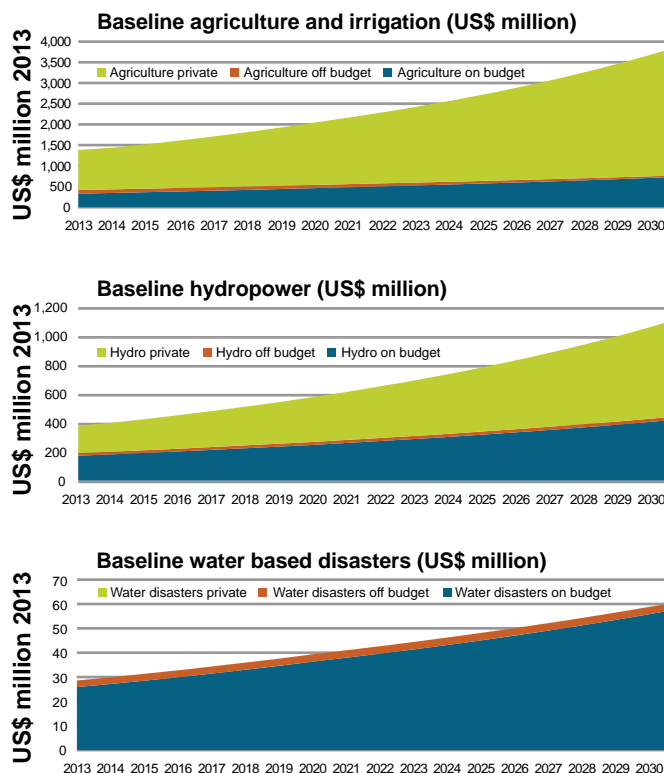 Baseline agriculture and irrigation (US$ million)
US$ million 2013
4,000
3,500
3,000
2,500
2,000
1,500
1,000
500
0
Agriculture private Agriculture off budget Agriculture on budget
2013 2014 2015 2016 2017 2018 2019 2020 2021 2022 2023 2024 2025 2026 2027 2028 2029 2030
Baseline hydropower (US$ million)
US$ million 2013
1,200
1,000
800
600
400
200
0
Hydro private Hydro off budget Hydro on budget
2013 2014 2015 2016 2017 2018 2019 2020 2021 2022 2023 2024 2025 2026 2027 2028 2029 2030
Baseline water based disasters (US$ million)
US$ million 2013
70
60
50
40
30
20
10
0
Water disasters private Water disasters off budget Water disasters on budget
2013 2014 2015 2016 2017 2018 2019 2020 2021 2022 2023 2024 2025 2026 2027 2028 2029 2030